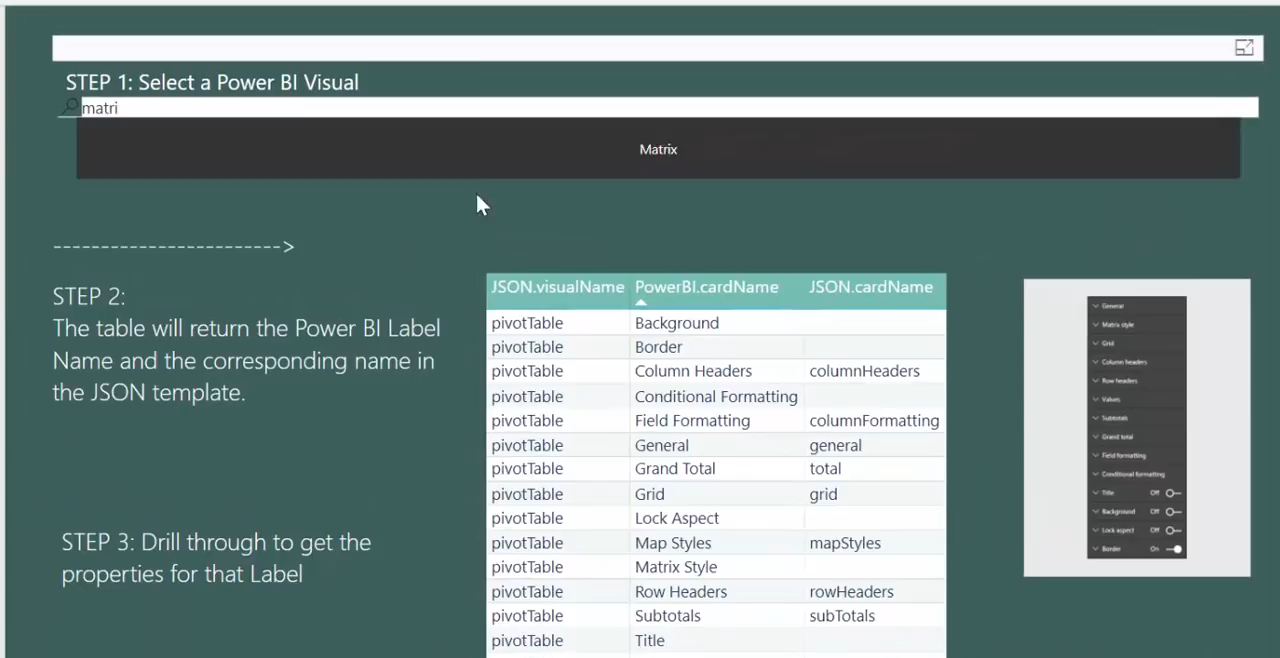 STEP 1: Select a Power BI Visual
matri
Matrix
------------------------>
STEP 2:
The table will return the Power BI Label
Name and the corresponding name in
the JSON template.
STEP 3: Drill through to get the
properties for that Label
JSON.visualName PowerBI.cardName JSON.cardName
pivotTable Background
pivotTable Border
pivotTable Column Headers columnHeaders
pivotTable Conditional Formatting
pivotTable Field Formatting columnFormatting
pivotTable General general
pivotTable Grand Total total
pivotTable Grid grid
pivotTable Lock Aspect
pivotTable Map Styles mapStyles
pivotTable Matrix Style
pivotTable Row Headers rowHeaders
pivotTable Subtotals subTotals
pivotTable Title
General
Matrix style
Grid
Column headers
Row headers
Values
Subtotals
Grand total
Field formatting
Conditional formatting
Title Off
Background Off
Lock aspect Off
Border On